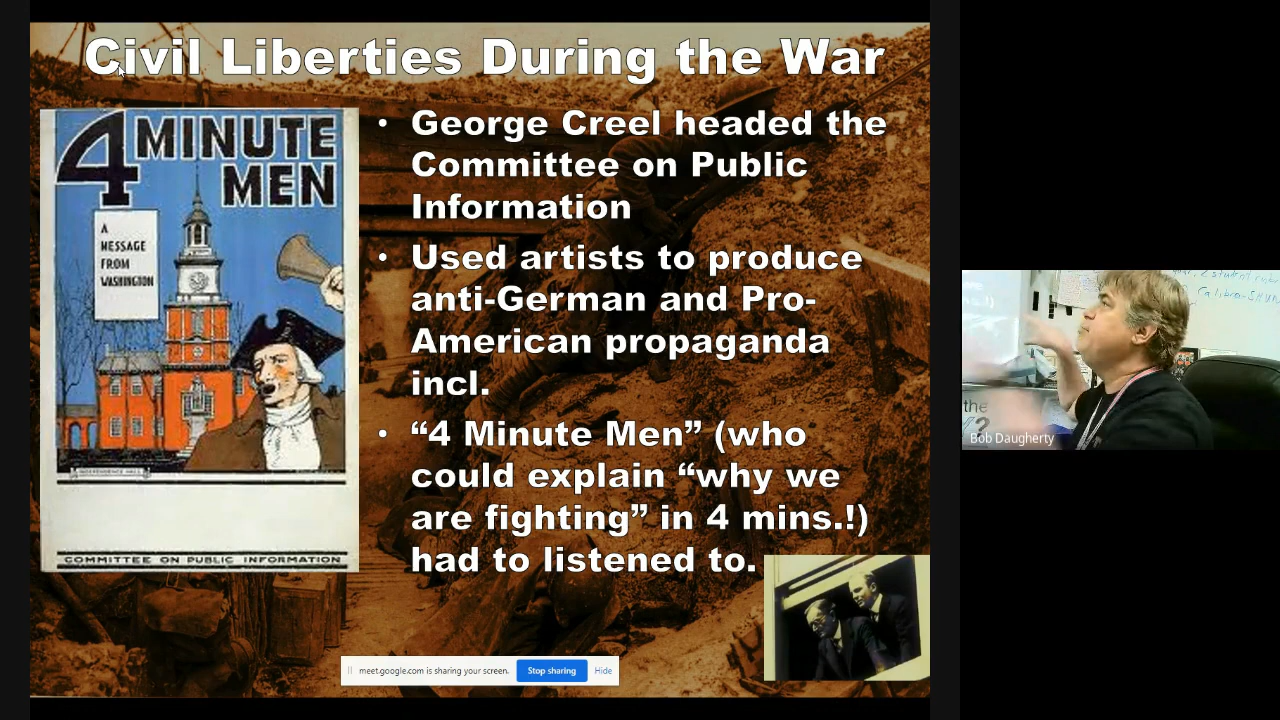 Civil Liberties During the War
4 MINUTE
MEN
A
MESSAGE
FROM
WASHINGTON
COMMITTEE ON PUBLIC INFORMATION
• George Creel headed the
Committee on Public
Information
• Used artists to produce
anti-German and Pro-
American propaganda
incl.
• “4 Minute Men” (who
could explain “why we
are fighting” in 4 mins.!)
had to listened to.
meet.google.com is sharing your screen.
Stop sharing
Hide
2 student
the
Bob Daugherty